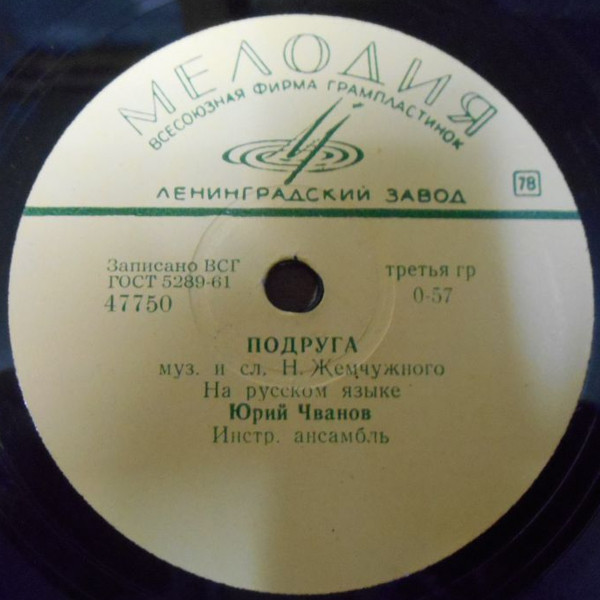 МЕЛОДИЯ
ВСЕСОЮЗНАЯ ФИРМА ГРАМПЛАСТИНОК
ЛЕНИНГРАДСКИЙ ЗАВОД
78
Записано ВСГ
ГОСТ 5289-61
47750
третья гр
0-57
ПОДРУГА
муз. и сл. Н. Жемчужного
На русском языке
Юрий Чванов
Инстр. ансамбль